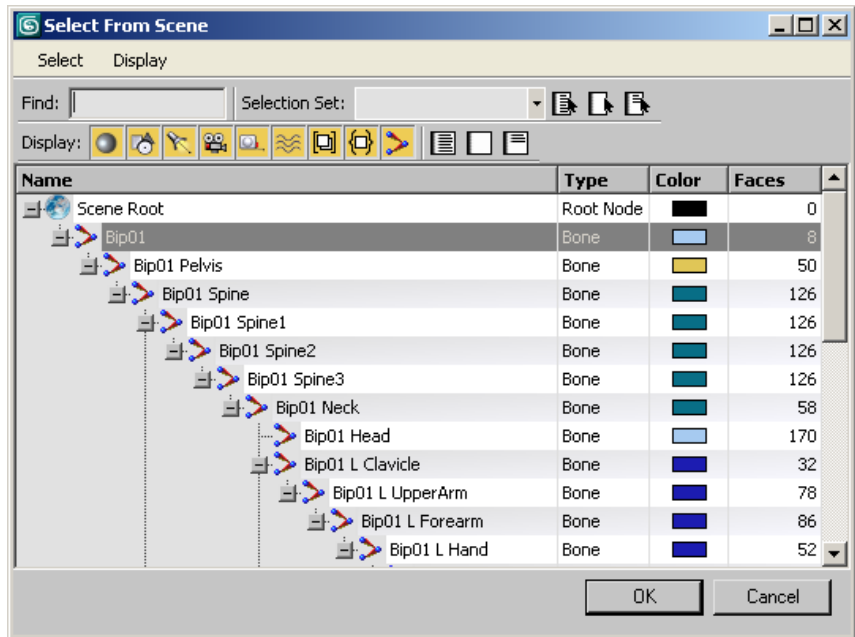 Select From Scene
Select Display
Find: Selection Set:
Display:
Name Type Color Faces
Scene Root Root Node 0
Bip01 Bone 8
Bip01 Pelvis Bone 50
Bip01 Spine Bone 126
Bip01 Spine1 Bone 126
Bip01 Spine2 Bone 126
Bip01 Spine3 Bone 126
Bip01 Neck Bone 58
Bip01 Head Bone 170
Bip01 L Clavicle Bone 32
Bip01 L UpperArm Bone 78
Bip01 L Forearm Bone 86
Bip01 L Hand Bone 52
OK Cancel